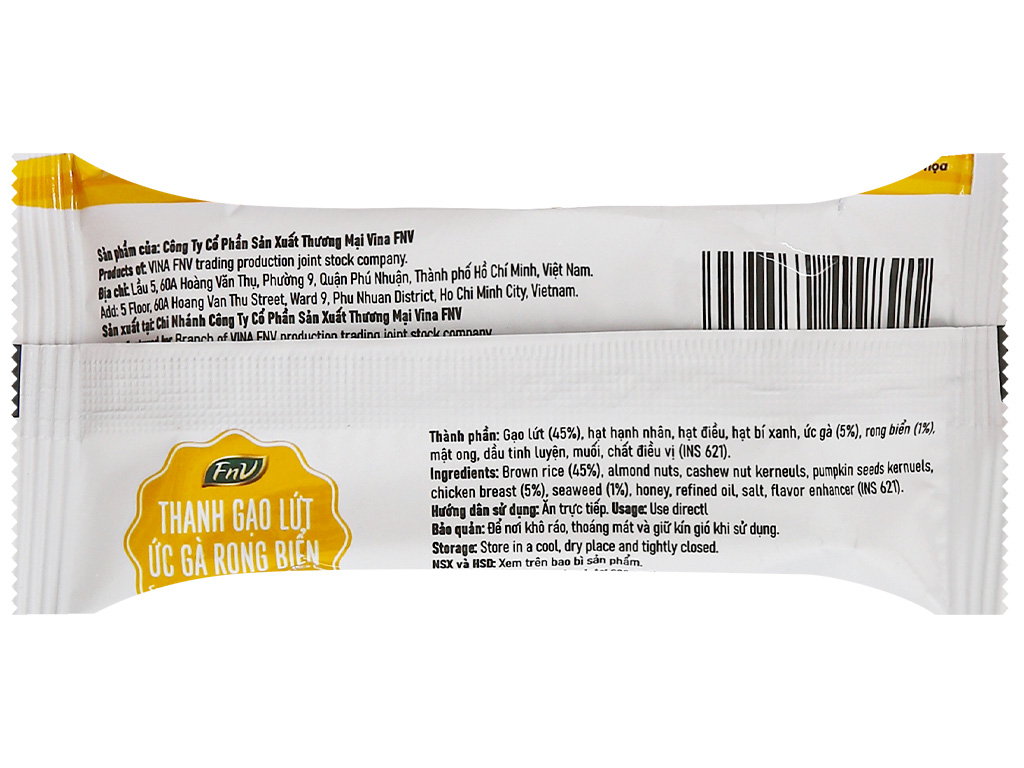 họa
Sản phẩm của: Công Ty Cổ Phần Sản Xuất Thương Mại Vina FNV
Products of: VINA FNV trading production joint stock company.
Địa chỉ: Lầu 5, 60A Hoàng Văn Thụ, Phường 9, Quận Phú Nhuận, Thành phố Hồ Chí Minh, Việt Nam.
Add: 5 Floor, 60A Hoang Van Thu Street, Ward 9, Phu Nhuan District, Ho Chi Minh City, Vietnam.
Sản xuất tại: Chi Nhánh Công Ty Cổ Phần Sản Xuất Thương Mại Vina FNV
Branch of VINA FNV production trading joint stock company
FnV
THANH GẠO LỨT
ỨC GÀ RONG BIỂN
Thành phần: Gạo lứt (45%), hạt hạnh nhân, hạt điều, hạt bí xanh, ức gà (5%), rong biển (1%),
mật ong, dầu tinh luyện, muối, chất điều vị (INS 621).
Ingredients: Brown rice (45%), almond nuts, cashew nut kerneuls, pumpkin seeds kernuels,
chicken breast (5%), seaweed (1%), honey, refined oil, salt, flavor enhancer (INS 621).
Hướng dẫn sử dụng: Ăn trực tiếp. Usage: Use directl
Bảo quản: Để nơi khô ráo, thoáng mát và giữ kín gió khi sử dụng.
Storage: Store in a cool, dry place and tightly closed.
NSX và HSD: Xem trên bao bì sản phẩm.